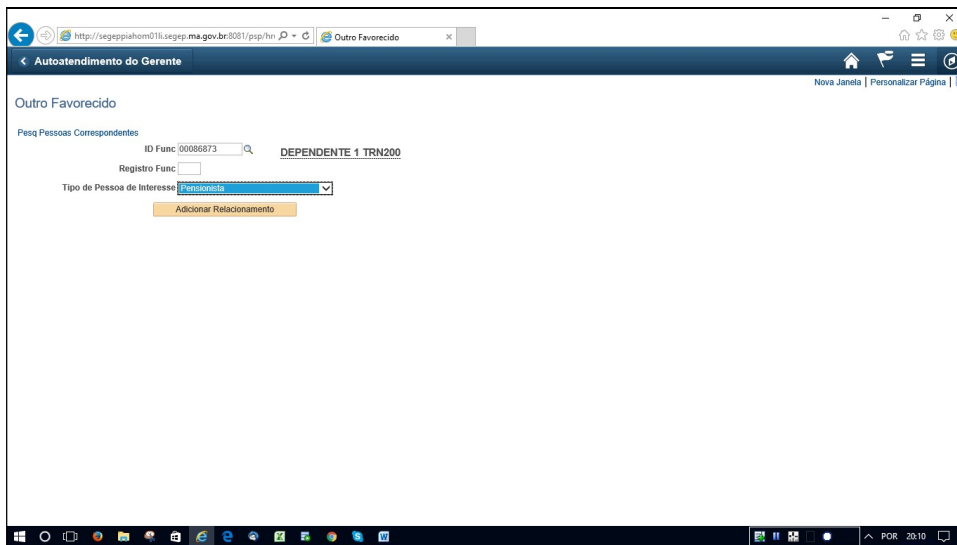 http://segeppiahom01li.segep.ma.gov.br:8081/psp/hn
Outro Favorecido
Autoatendimento do Gerente
Nova Janela | Personalizar Página |
Outro Favorecido
Pesq Pessoas Correspondentes
ID Func 00086873 DEPENDENTE 1 TRN200
Registro Func
Tipo de Pessoa de Interesse Pensionista
Adicionar Relacionamento
POR 20:10